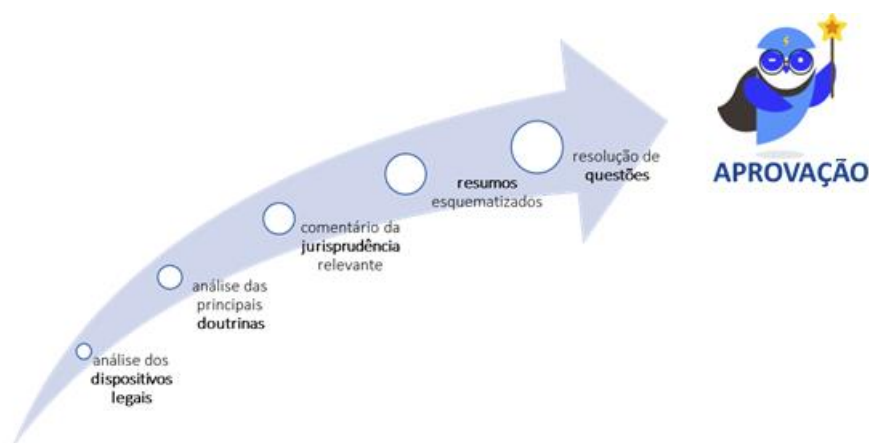 análise dos
dispositivos
legais
análise das
principais
doutrinas
comentário da
jurisprudência
relevante
resumos
esquematizados
resolução de
questões
APROVAÇÃO